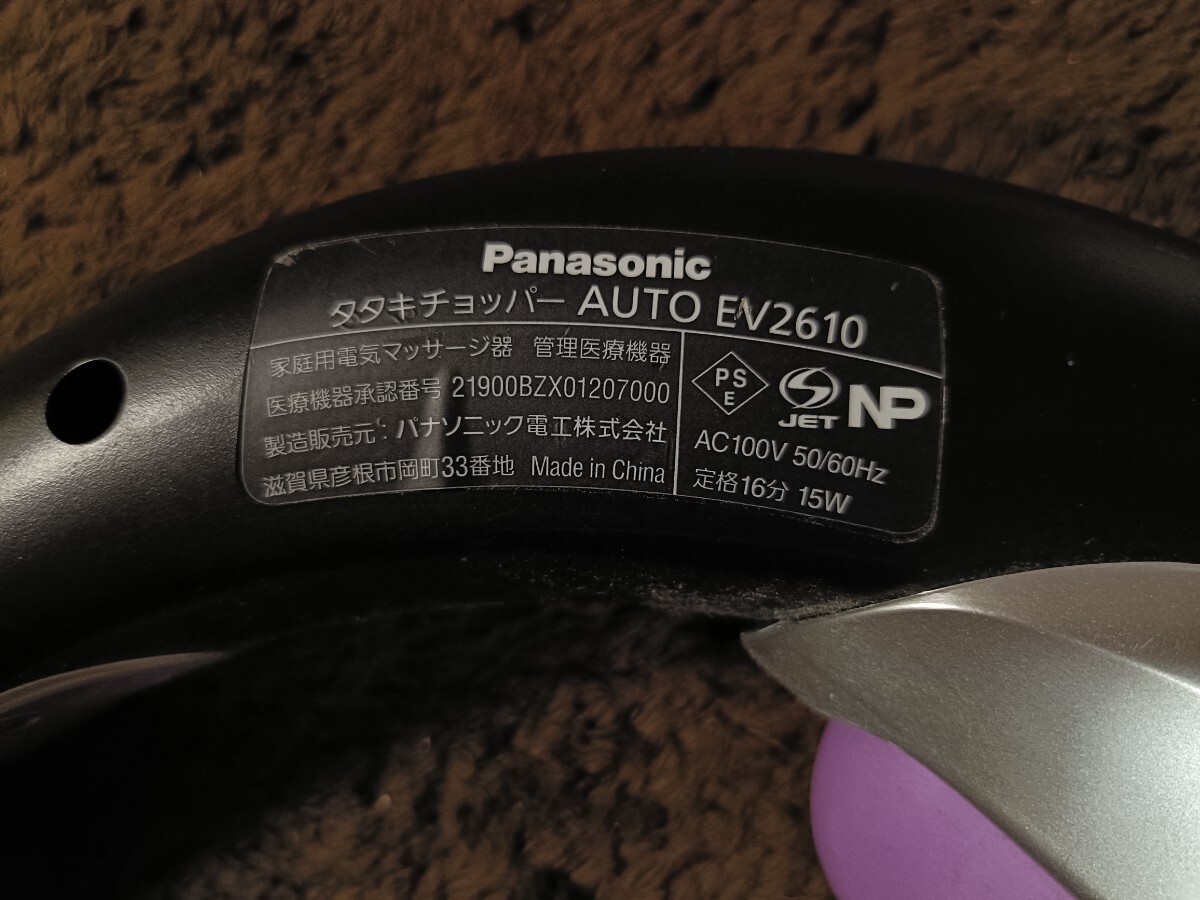 Panasonic
タタキチョッパー AUTO EV2610
家庭用電気マッサージ器 管理医療機器
医療機器承認番号 21900BZX01207000
製造販売元：パナソニック電工株式会社
滋賀県彦根市岡町33番地 Made in China
PS
E
JET
NP
AC100V 50/60Hz
定格16分 15W